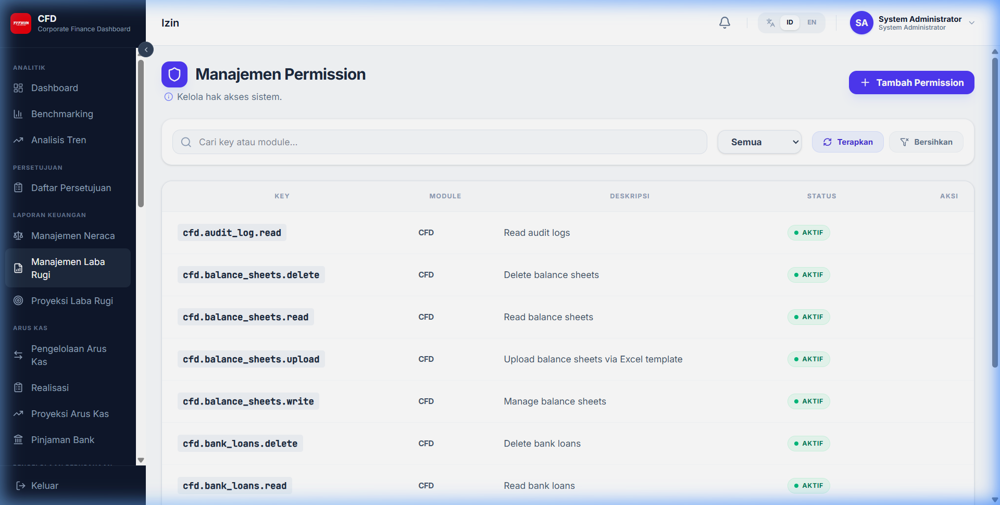 TITHIN
CFD
Corporate Finance Dashboard
ANALITIK
Dashboard
Benchmarking
Analisis Tren
PERSETUJUAN
Daftar Persetujuan
LAPORAN KEUANGAN
Manajemen Neraca
Manajemen Laba
Rugi
Proyeksi Laba Rugi
ARUS KAS
Pengelolaan Arus
Kas
Realisasi
Proyeksi Arus Kas
Pinjaman Bank
Keluar
Izin
ID
EN
SA
System Administrator
System Administrator
Manajemen Permission
Kelola hak akses sistem.
Tambah Permission
Cari key atau module...
Semua
Terapkan
Bersihkan
KEY MODULE DESKRIPSI STATUS AKSI
cfd.audit_log.read CFD Read audit logs AKTIF
cfd.balance_sheets.delete CFD Delete balance sheets AKTIF
cfd.balance_sheets.read CFD Read balance sheets AKTIF
cfd.balance_sheets.upload CFD Upload balance sheets via Excel template AKTIF
cfd.balance_sheets.write CFD Manage balance sheets AKTIF
cfd.bank_loans.delete CFD Delete bank loans AKTIF
cfd.bank_loans.read CFD Read bank loans AKTIF